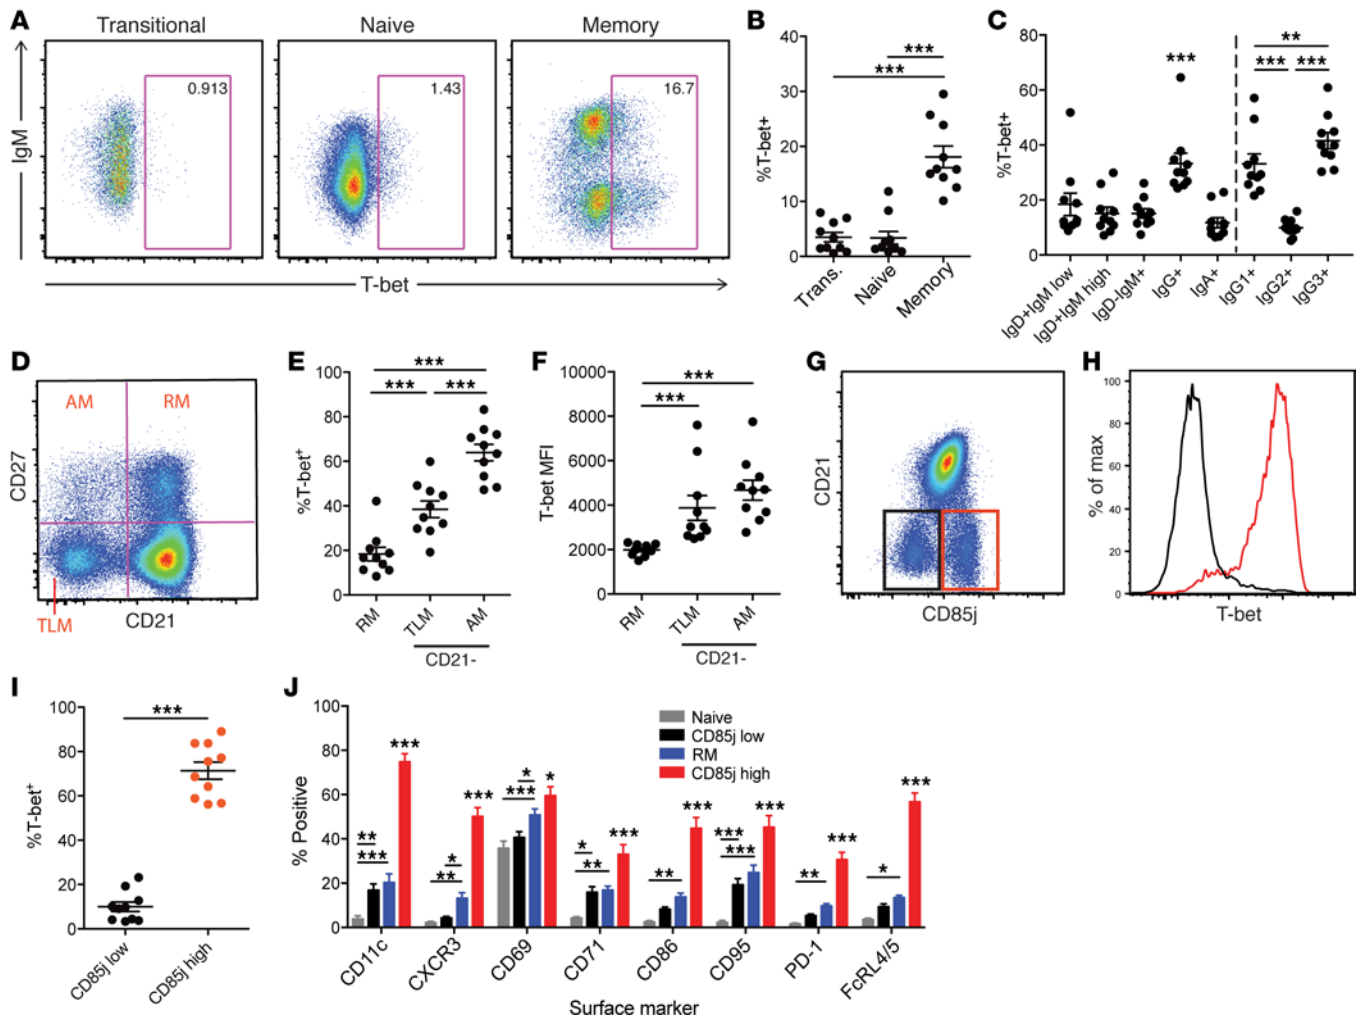 A
Transitional
Naive
Memory
0.913
1.43
16.7
IgM
T-bet
B
%T-bet+
40
30
20
10
0
***
***
Trans.
Naive
Memory
C
%T-bet+
80
60
40
20
0
***
**
*** ***
IgD+IgM low
IgD+IgM high
IgD-IgM+
IgG+
IgA+
IgG1+
IgG2+
IgG3+
D
AM
RM
CD27
TLM
CD21
E
%T-bet+
100
80
60
40
20
0
***
*** ***
RM
TLM
AM
CD21-
F
T-bet MFI
10000
8000
6000
4000
2000
0
***
***
RM
TLM
AM
CD21-
G
CD21
CD85j
H
% of max
100
80
60
40
20
0
T-bet
I
%T-bet+
100
80
60
40
20
0
***
CD85j low
CD85j high
J
% Positive
100
80
60
40
20
0
Naive
CD85j low
RM
CD85j high
**
***
***
*
**
***
*
***
*
*
**
***
**
***
***
***
***
**
***
*
***
CD11c
CXCR3
CD69
CD71
CD86
CD95
PD-1
FcRL4/5
Surface marker